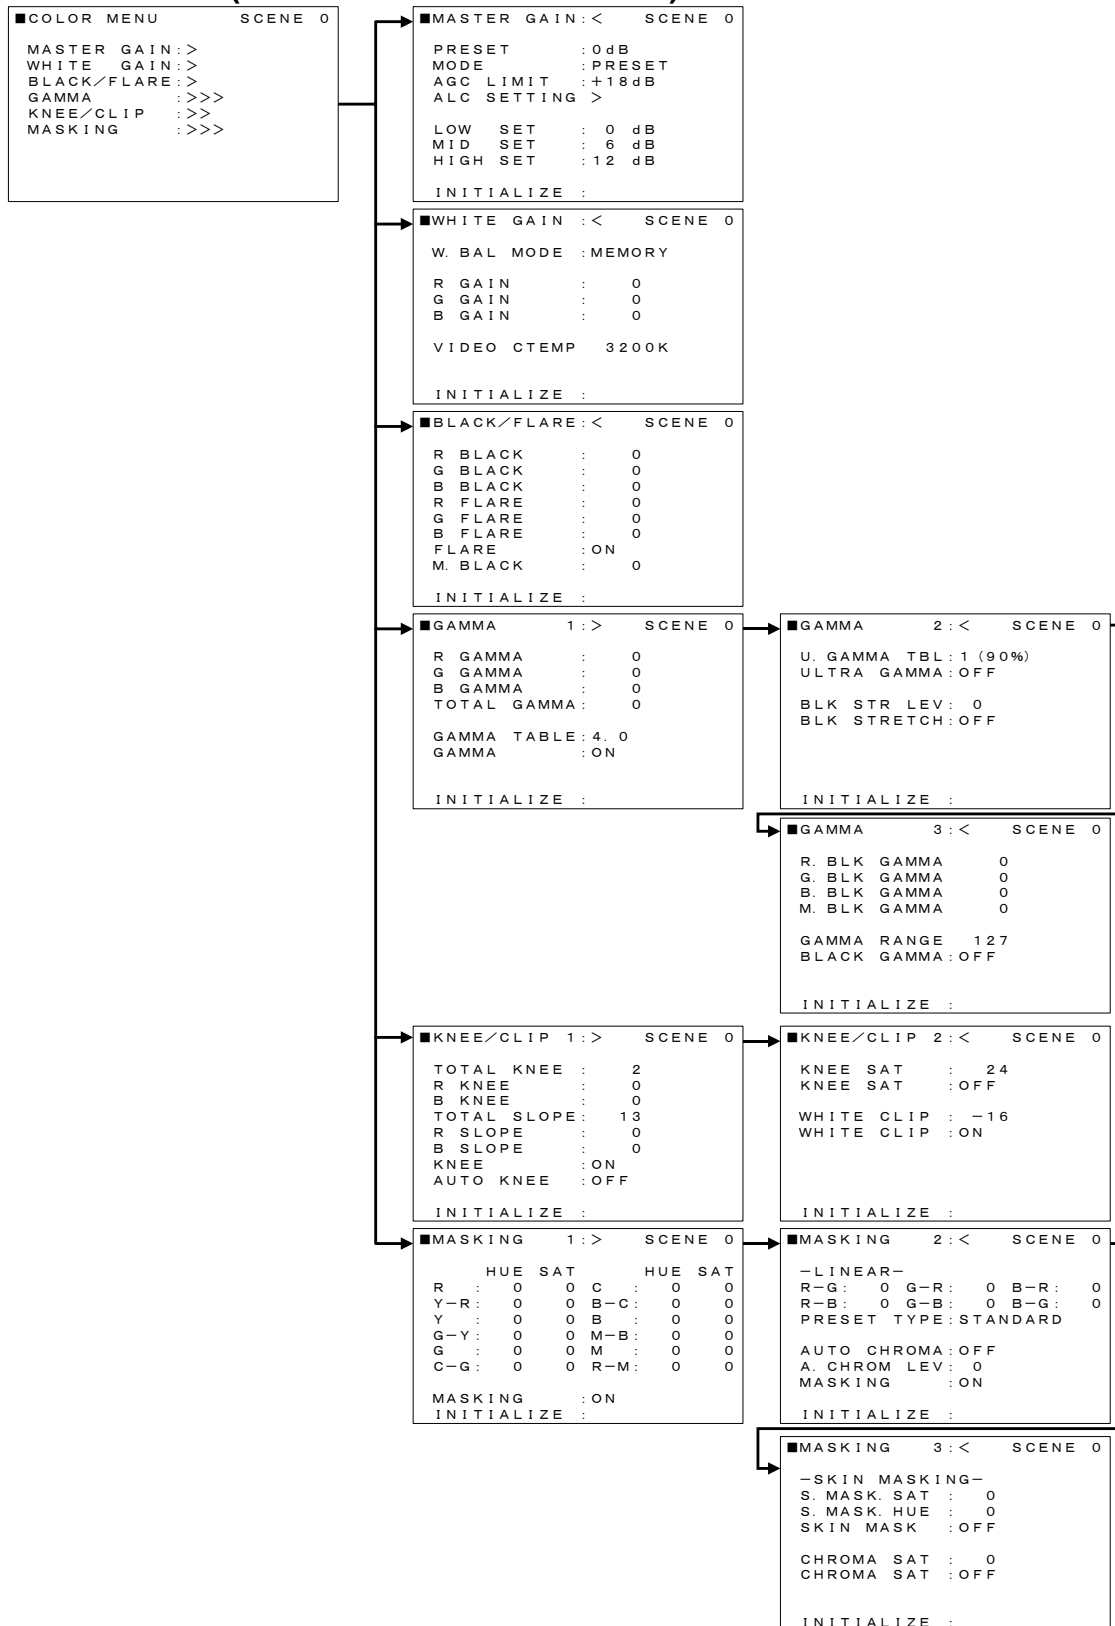 ■COLOR MENU SCENE 0
MASTER GAIN:>
WHITE GAIN:>
BLACK/FLARE:>
GAMMA :>>>
KNEE/CLIP :>>
MASKING :>>>
■MASTER GAIN:< SCENE 0
PRESET :0dB
MODE :PRESET
AGC LIMIT :+18dB
ALC SETTING >
LOW SET : 0 dB
MID SET : 6 dB
HIGH SET :12 dB
INITIALIZE :
■WHITE GAIN :< SCENE 0
W. BAL MODE :MEMORY
R GAIN : 0
G GAIN : 0
B GAIN : 0
VIDEO CTEMP 3200K
INITIALIZE :
■BLACK/FLARE:< SCENE 0
R BLACK : 0
G BLACK : 0
B BLACK : 0
R FLARE : 0
G FLARE : 0
B FLARE : 0
FLARE :ON
M. BLACK : 0
INITIALIZE :
■GAMMA 1:> SCENE 0
R GAMMA : 0
G GAMMA : 0
B GAMMA : 0
TOTAL GAMMA: 0
GAMMA TABLE:4. 0
GAMMA :ON
INITIALIZE :
■GAMMA 2:< SCENE 0
U. GAMMA TBL:1(90%)
ULTRA GAMMA:OFF
BLK STR LEV: 0
BLK STRETCH:OFF
INITIALIZE :
■GAMMA 3:< SCENE 0
R. BLK GAMMA 0
G. BLK GAMMA 0
B. BLK GAMMA 0
M. BLK GAMMA 0
GAMMA RANGE 127
BLACK GAMMA:OFF
INITIALIZE :
■KNEE/CLIP 1:> SCENE 0
TOTAL KNEE : 2
R KNEE : 0
B KNEE : 0
TOTAL SLOPE: 13
R SLOPE : 0
B SLOPE : 0
KNEE :ON
AUTO KNEE :OFF
INITIALIZE :
■KNEE/CLIP 2:< SCENE 0
KNEE SAT : 24
KNEE SAT :OFF
WHITE CLIP : −16
WHITE CLIP :ON
INITIALIZE :
■MASKING 1:> SCENE 0
HUE SAT HUE SAT
R : 0 0 C : 0 0
Y−R: 0 0 B−C: 0 0
Y : 0 0 B : 0 0
G−Y: 0 0 M−B: 0 0
G : 0 0 M : 0 0
C−G: 0 0 R−M: 0 0
MASKING :ON
INITIALIZE :
■MASKING 2:< SCENE 0
−LINEAR−
R−G: 0 G−R: 0 B−R: 0
R−B: 0 G−B: 0 B−G: 0
PRESET TYPE:STANDARD
AUTO CHROMA:OFF
A. CHROM LEV: 0
MASKING :ON
INITIALIZE :
■MASKING 3:< SCENE 0
−SKIN MASKING−
S. MASK. SAT : 0
S. MASK. HUE : 0
SKIN MASK :OFF
CHROMA SAT : 0
CHROMA SAT :OFF
INITIALIZE :